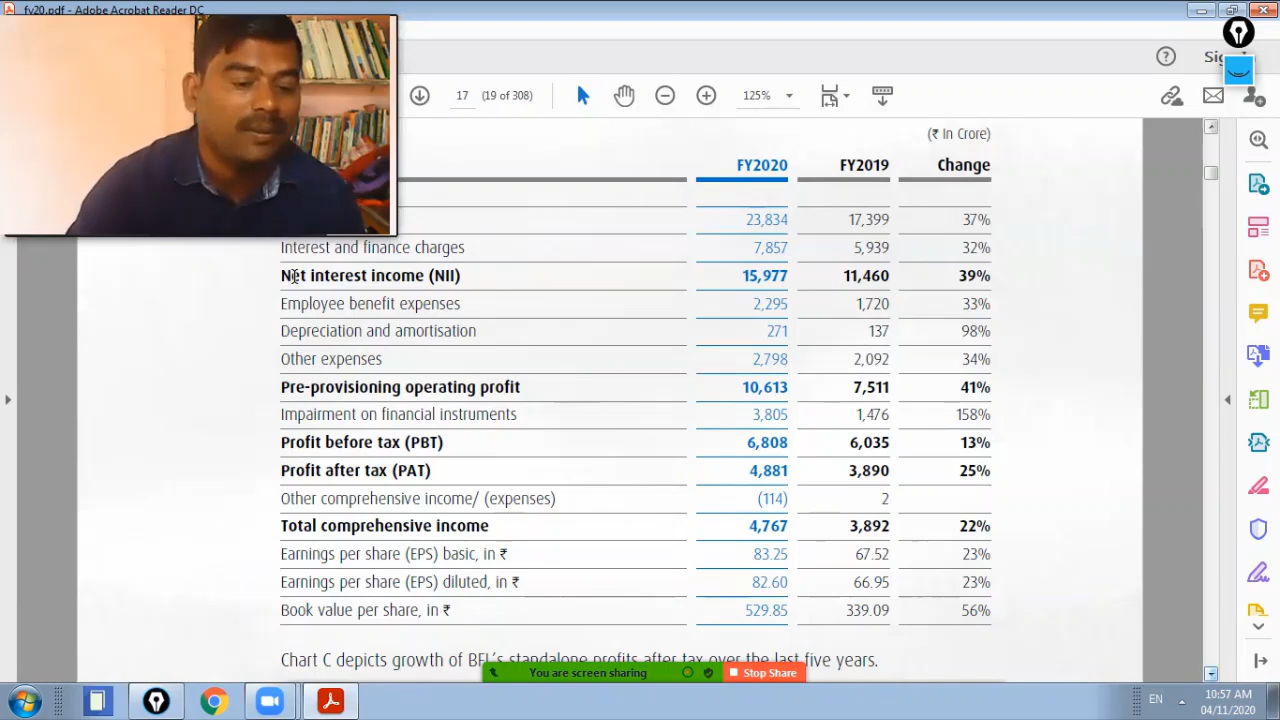 fy20.pdf - Adobe Acrobat Reader DC
Sig
17 (19 of 308) 125%
(₹ In Crore)
FY2020 FY2019 Change
23,834 17,399 37%
Interest and finance charges 7,857 5,939 32%
Net interest income (NII) 15,977 11,460 39%
Employee benefit expenses 2,295 1,720 33%
Depreciation and amortisation 271 137 98%
Other expenses 2,798 2,092 34%
Pre-provisioning operating profit 10,613 7,511 41%
Impairment on financial instruments 3,805 1,476 158%
Profit before tax (PBT) 6,808 6,035 13%
Profit after tax (PAT) 4,881 3,890 25%
Other comprehensive income/ (expenses) (114) 2
Total comprehensive income 4,767 3,892 22%
Earnings per share (EPS) basic, in ₹ 83.25 67.52 23%
Earnings per share (EPS) diluted, in ₹ 82.60 66.95 23%
Book value per share, in ₹ 529.85 339.09 56%
Chart C depicts growth of BFL's standalone profits after tax over the last five years.
You are screen sharing Stop Share
EN 10:57 AM
04/11/2020